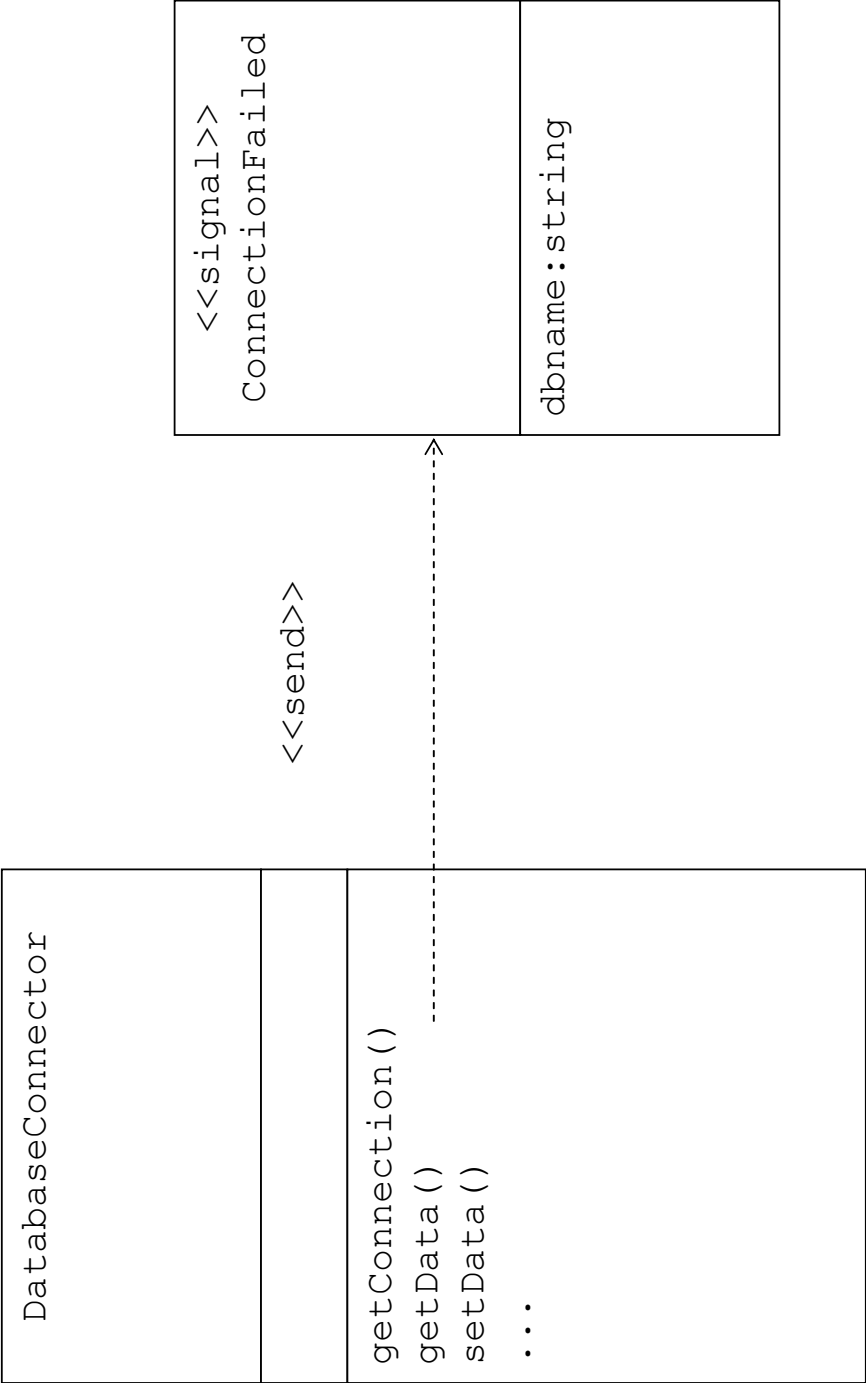 DatabaseConnector
getConnection()
getData()
setData()
...
<<send>>
<<signal>>
ConnectionFailed
dbname:string